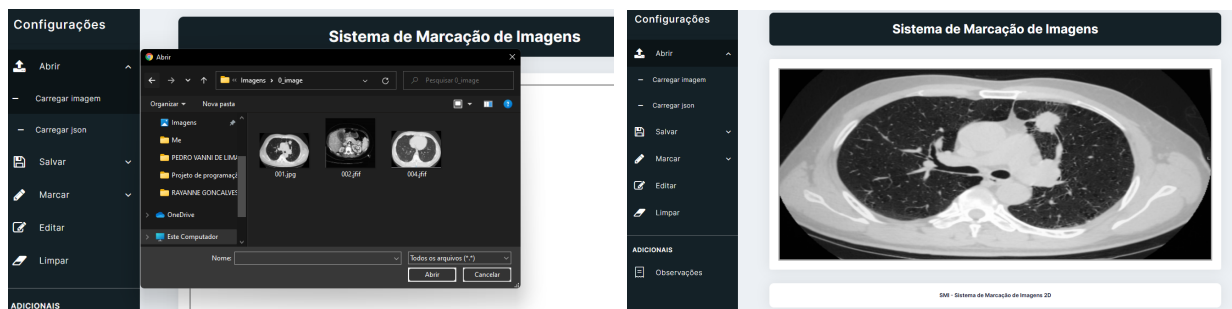 Configurações
Abrir
Carregar imagem
Carregar json
Salvar
Marcar
Editar
Limpar
ADICIONAIS
Sistema de Marcação de Imagens
Abrir
Imagens › 0_image
Pesquisar 0_image
Organizar
Nova pasta
Imagens
Me
PEDRO VANNI DE LIM
Projeto de programaç
RAYANNE GONCALVES
OneDrive
Este Computador
001.jpg
002.jfif
004.jfif
Nome:
Todos os arquivos (*.*)
Abrir
Cancelar
Configurações
Abrir
Carregar imagem
Carregar json
Salvar
Marcar
Editar
Limpar
ADICIONAIS
Observações
Sistema de Marcação de Imagens
SMI - Sistema de Marcação de Imagens 2D